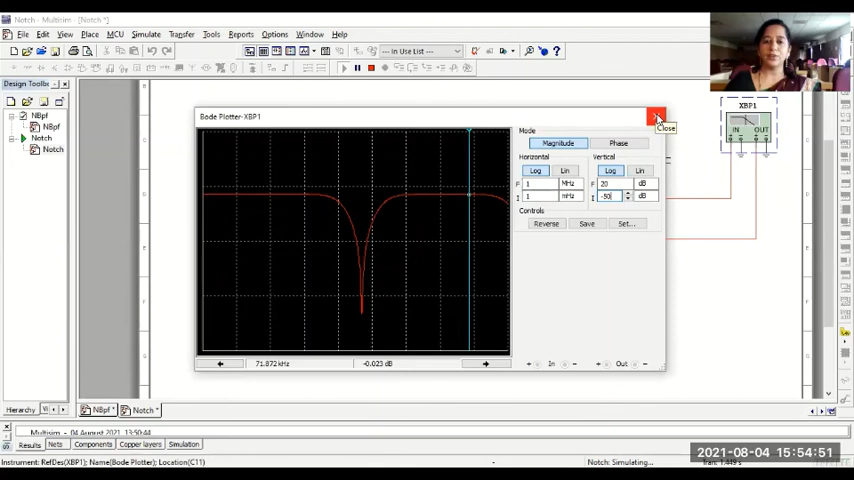 Notch - Multisim - [Notch *]
File Edit View Place MCU Simulate Transfer Tools Reports Options Window Help
--- In Use List ---
Design Toolbox
NBpf
NBpf
Notch
Notch
Hierarchy
Bode Plotter-XBP1
Close
Mode
Magnitude Phase
Horizontal Vertical
Log Lin Log Lin
F 1 MHz F 20 dB
I 1 mHz I -50 dB
Controls
Reverse Save Set...
71.872 kHz -0.023 dB
+ In - + Out -
XBP1
IN OUT
NBpf * Notch *
Multisim - 04 August 2021, 13:50:44
Results Nets Components Copper layers Simulation
Instrument: RefDes(XBP1); Name(Bode Plotter); Location(C11)
-
Notch: Simulating...
Tran: 1.449 s
2021-08-04 15:54:51